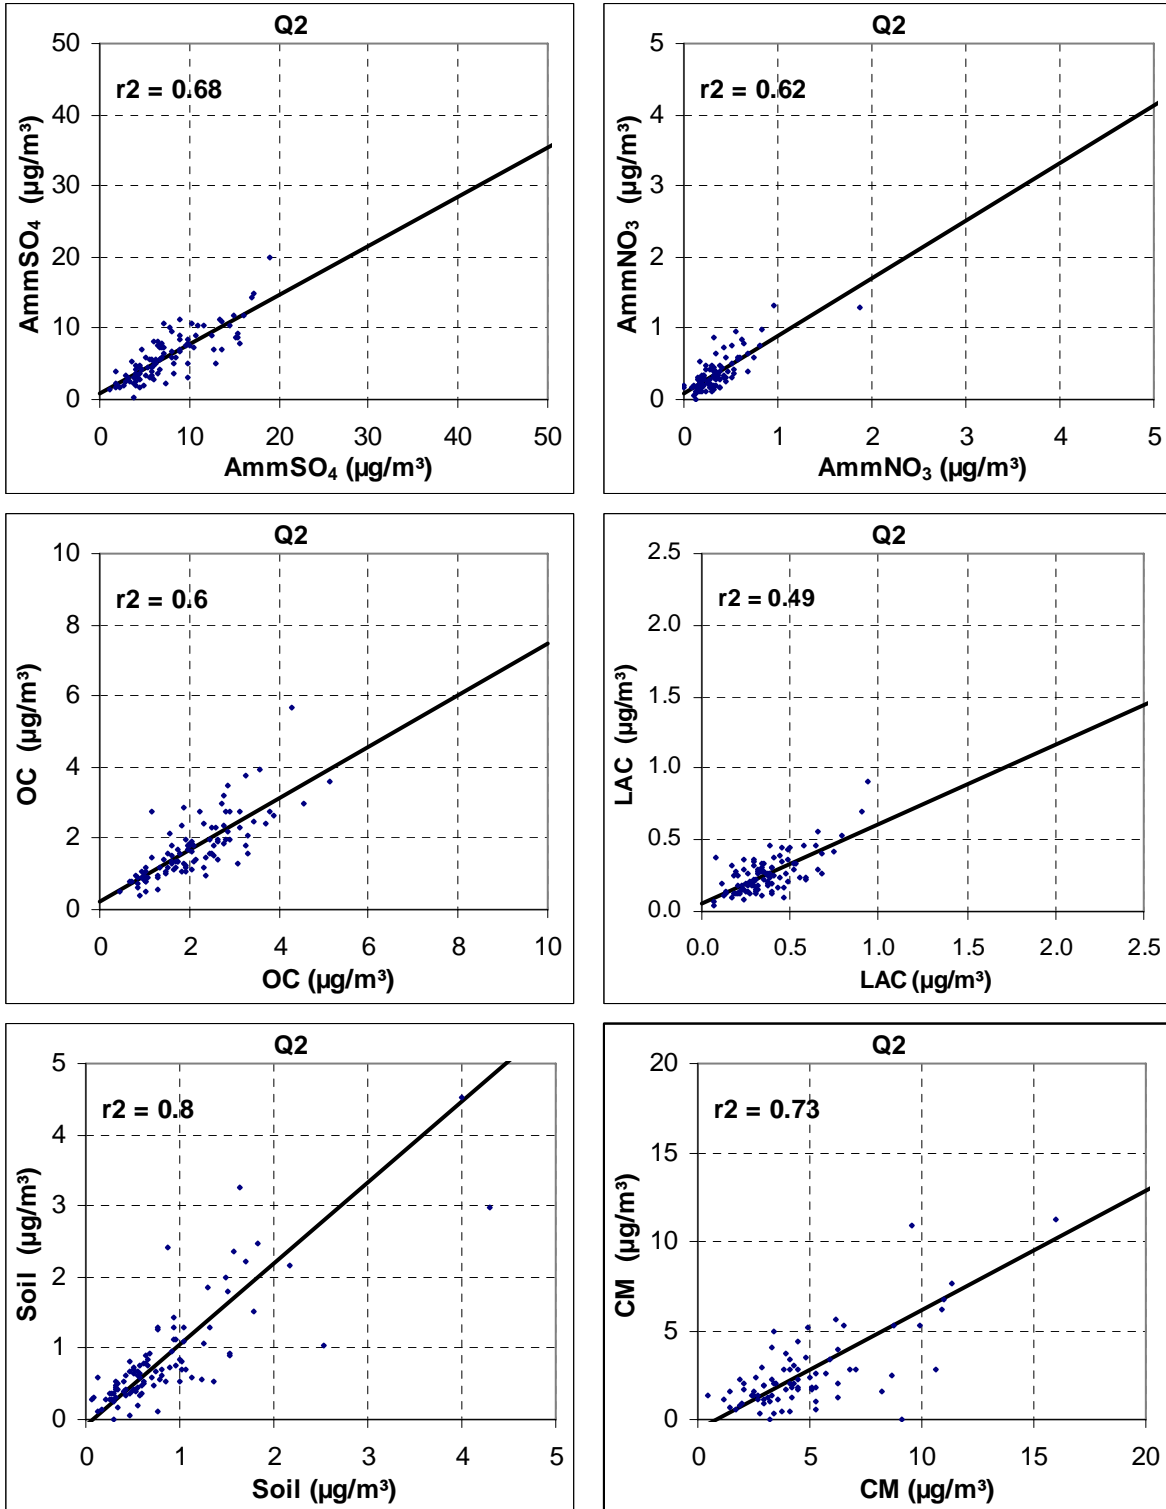 Q2
50
40
30
20
10
0
r2 = 0.68
AmmSO₄ (µg/m³)
0 10 20 30 40 50
AmmSO₄ (µg/m³)
Q2
5
4
3
2
1
0
r2 = 0.62
AmmNO₃ (µg/m³)
0 1 2 3 4 5
AmmNO₃ (µg/m³)
Q2
10
8
6
4
2
0
r2 = 0.6
OC (µg/m³)
0 2 4 6 8 10
OC (µg/m³)
Q2
2.5
2.0
1.5
1.0
0.5
0.0
r2 = 0.49
LAC (µg/m³)
0.0 0.5 1.0 1.5 2.0 2.5
LAC (µg/m³)
Q2
5
4
3
2
1
0
r2 = 0.8
Soil (µg/m³)
0 1 2 3 4 5
Soil (µg/m³)
Q2
20
15
10
5
0
r2 = 0.73
CM (µg/m³)
0 5 10 15 20
CM (µg/m³)